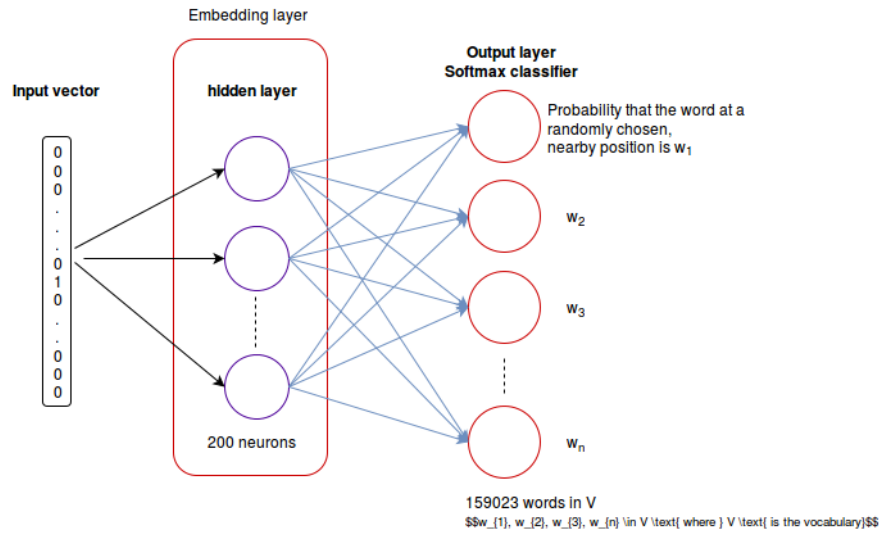 Embedding layer
Input vector
hidden layer
Output layer
Softmax classifier
0
0
0
.
.
.
0
1
0
.
.
0
0
0
Probability that the word at a
randomly chosen,
nearby position is w₁
w₂
w₃
wₙ
200 neurons
159023 words in V
$$w_{1}, w_{2}, w_{3}, w_{n} \in V \text{ where } V \text{ is the vocabulary}$$